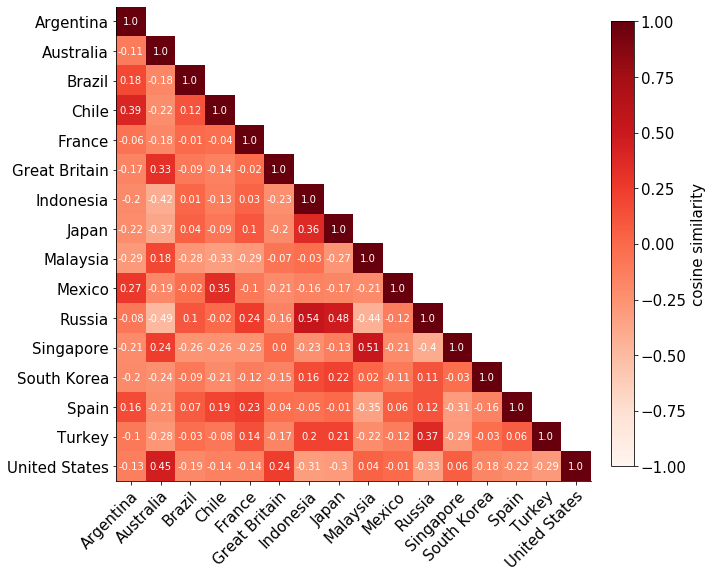 Argentina 1.0
Australia -0.11 1.0
Brazil 0.18 -0.18 1.0
Chile 0.39 -0.22 0.12 1.0
France -0.06 -0.18 -0.01 -0.04 1.0
Great Britain -0.17 0.33 -0.09 -0.14 -0.02 1.0
Indonesia -0.2 -0.42 0.01 -0.13 0.03 -0.23 1.0
Japan -0.22 -0.37 0.04 -0.09 0.1 -0.2 0.36 1.0
Malaysia -0.29 0.18 -0.28 -0.33 -0.29 -0.07 -0.03 -0.27 1.0
Mexico 0.27 -0.19 -0.02 0.35 -0.1 -0.21 -0.16 -0.17 -0.21 1.0
Russia -0.08 -0.49 0.1 -0.02 0.24 -0.16 0.54 0.48 -0.44 -0.12 1.0
Singapore -0.21 0.24 -0.26 -0.26 -0.25 0.0 -0.23 -0.13 0.51 -0.21 -0.4 1.0
South Korea -0.2 -0.24 -0.09 -0.21 -0.12 -0.15 0.16 0.22 0.02 -0.11 0.11 -0.03 1.0
Spain 0.16 -0.21 0.07 0.19 0.23 -0.04 -0.05 -0.01 -0.35 0.06 0.12 -0.31 -0.16 1.0
Turkey -0.1 -0.28 -0.03 -0.08 0.14 -0.17 0.2 0.21 -0.22 -0.12 0.37 -0.29 -0.03 0.06 1.0
United States -0.13 0.45 -0.19 -0.14 -0.14 0.24 -0.31 -0.3 0.04 -0.01 -0.33 0.06 -0.18 -0.22 -0.29 1.0
Argentina
Australia
Brazil
Chile
France
Great Britain
Indonesia
Japan
Malaysia
Mexico
Russia
Singapore
South Korea
Spain
Turkey
United States
1.00
0.75
0.50
0.25
0.00
−0.25
−0.50
−0.75
−1.00
cosine similarity